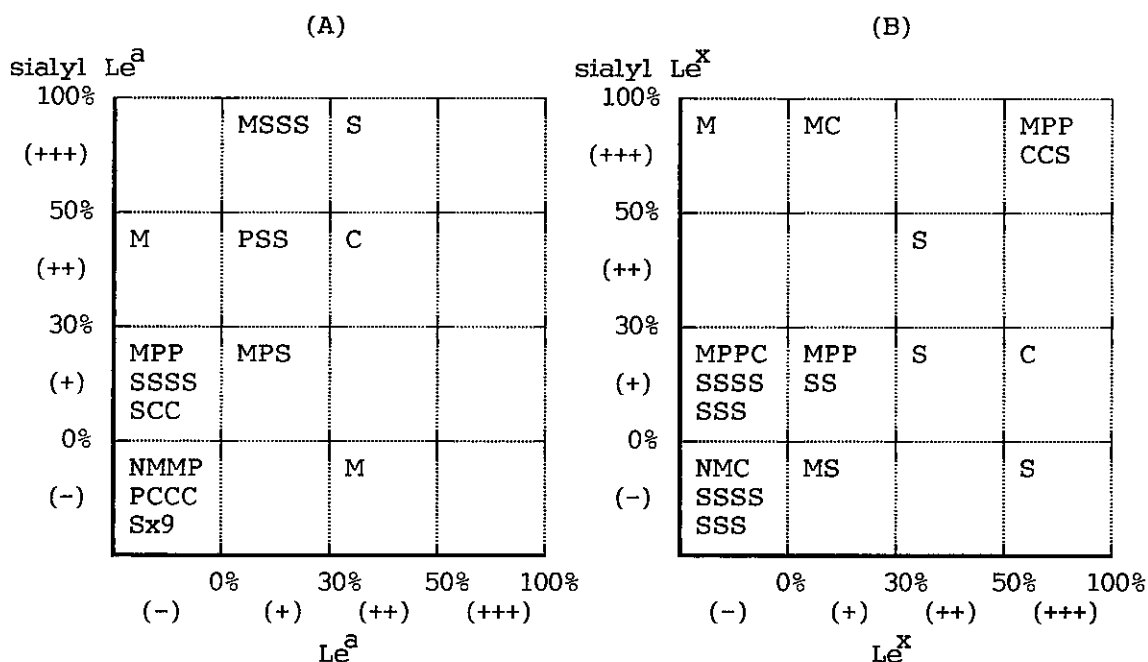 (A)
sialyl Le^a
100%
MSSS S
(+++)
50%
M PSS C
(++)
30%
MPP MPS
SSSS
(+)
SCC
0%
NMMP M
PCCC
(-)
Sx9
0% 30% 50% 100%
(-) (+) (++) (+++)
Le^a
(B)
sialyl Le^x
100%
M MC MPP
CCS
(+++)
50%
S
(++)
30%
MPPC MPP S C
SSSS SS
(+)
SSS
0%
NMC MS S
SSSS
(-)
SSS
0% 30% 50% 100%
(-) (+) (++) (+++)
Le^x